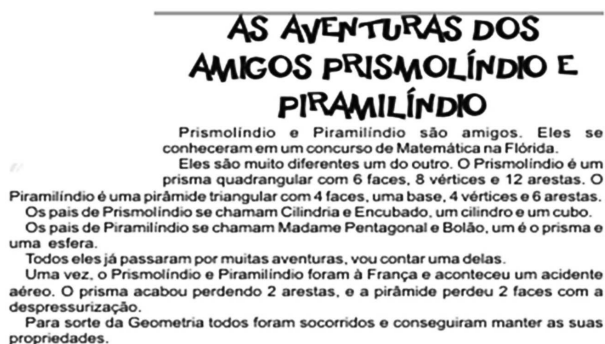 AS AVENTURAS DOS
AMIGOS PRISMOLÍNDIO E
PIRAMILÍNDIO
Prismolíndio e Piramilíndio são amigos. Eles se
conheceram em um concurso de Matemática na Flórida.
Eles são muito diferentes um do outro. O Prismolíndio é um
prisma quadrangular com 6 faces, 8 vértices e 12 arestas. O
Piramilíndio é uma pirâmide triangular com 4 faces, uma base, 4 vértices e 6 arestas.
Os pais de Prismolíndio se chamam Cilindria e Encubado, um cilindro e um cubo.
Os pais de Piramilíndio se chamam Madame Pentagonal e Bolão, um é o prisma e
uma esfera.
Todos eles já passaram por muitas aventuras, vou contar uma delas.
Uma vez, o Prismolíndio e Piramilíndio foram à França e aconteceu um acidente
aéreo. O prisma acabou perdendo 2 arestas, e a pirâmide perdeu 2 faces com a
despressurização.
Para sorte da Geometria todos foram socorridos e conseguiram manter as suas
propriedades.